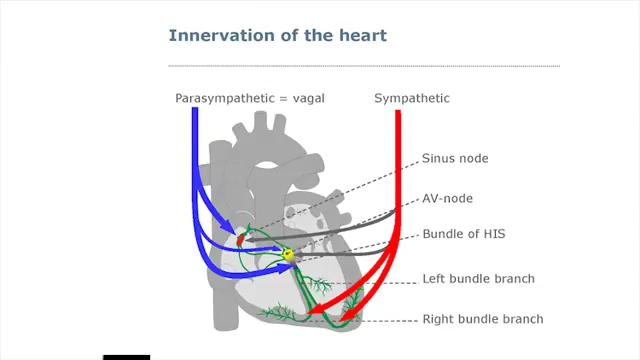 Innervation of the heart
Parasympathetic = vagal
Sympathetic
Sinus node
AV-node
Bundle of HIS
Left bundle branch
Right bundle branch